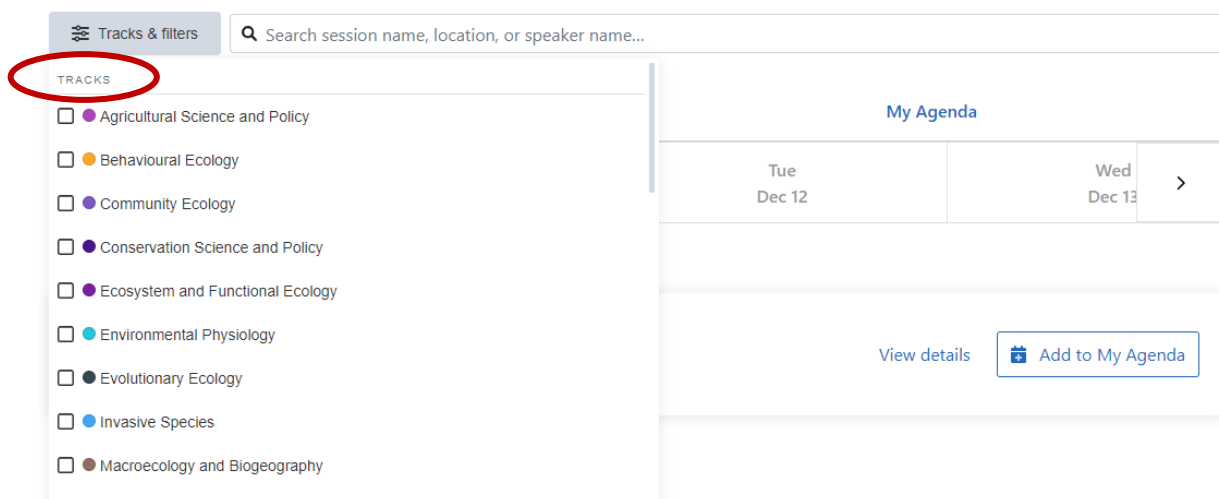 Tracks & filters
Search session name, location, or speaker name...
TRACKS
Agricultural Science and Policy
Behavioural Ecology
Community Ecology
Conservation Science and Policy
Ecosystem and Functional Ecology
Environmental Physiology
Evolutionary Ecology
Invasive Species
Macroecology and Biogeography
My Agenda
Tue
Dec 12
Wed
Dec 13
View details
Add to My Agenda